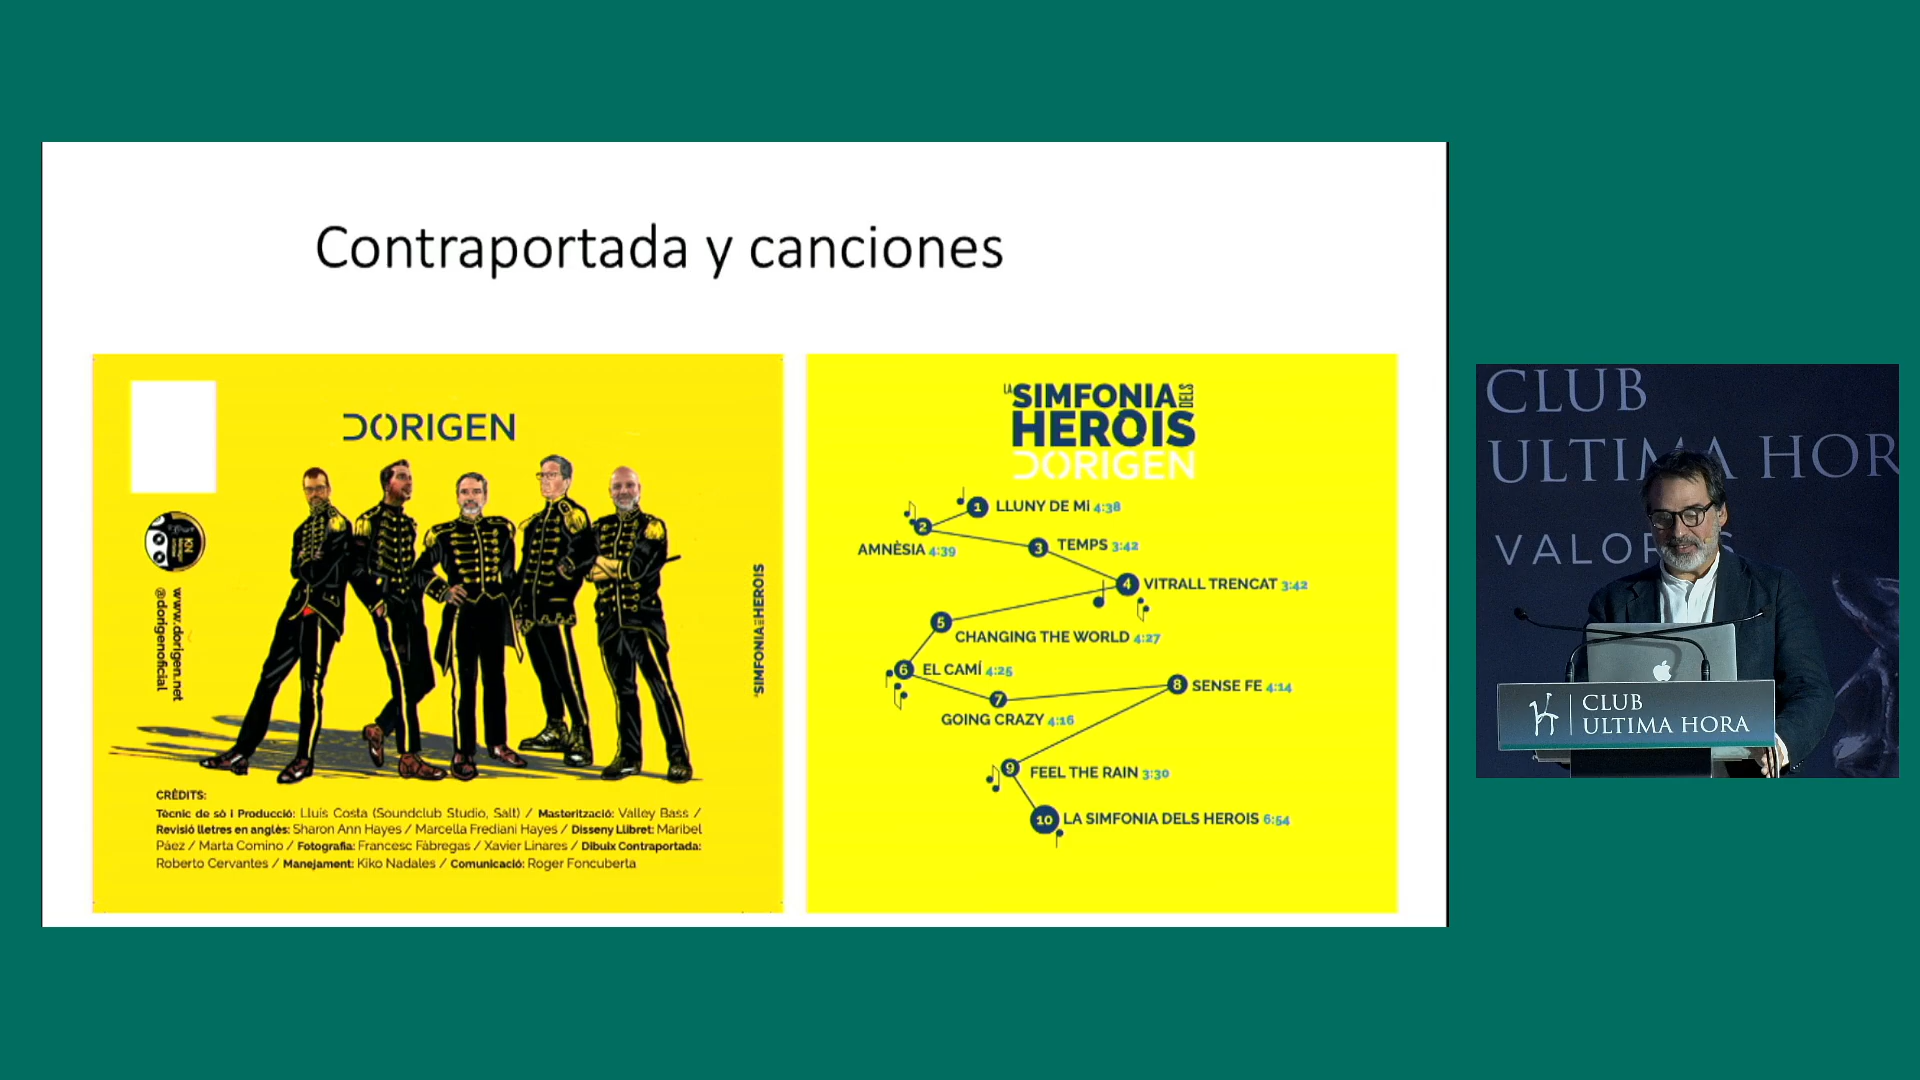 Contraportada y canciones
DORIGEN
www.dorigen.net
@dorigenoficial
LA SIMFONIA DELS HEROIS
CRÈDITS:
Tècnic de sò i Producció: Lluís Costa (Soundclub Studio, Salt) / Masterització: Valley Bass /
Revisió lletres en anglès: Sharon Ann Hayes / Marcella Frediani Hayes / Disseny Llibret: Maribel
Páez / Marta Comino / Fotografia: Francesc Fàbregas / Xavier Linares / Dibuix Contraportada:
Roberto Cervantes / Manejament: Kiko Nadales / Comunicació: Roger Foncuberta
LA SIMFONIA DELS
HEROIS
DORIGEN
1 LLUNY DE Mi 4:38
2
AMNÈSIA 4:39
3 TEMPS 3:42
4 VITRALL TRENCAT 3:42
5
CHANGING THE WORLD 4:27
6 EL CAMÍ 4:25
7
GOING CRAZY 4:16
8 SENSE FE 4:14
9 FEEL THE RAIN 3:30
10 LA SIMFONIA DELS HEROIS 6:54
CLUB
ULTIMA HOR
VALORES
CLUB
ULTIMA HORA